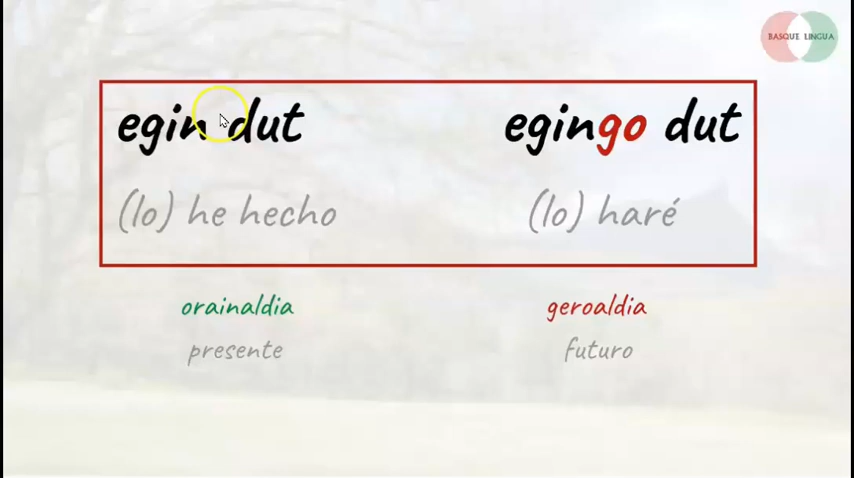 BASQUE LINGUA
egin dut
egingo dut
(lo) he hecho
(lo) haré
orainaldia
geroaldia
presente
futuro